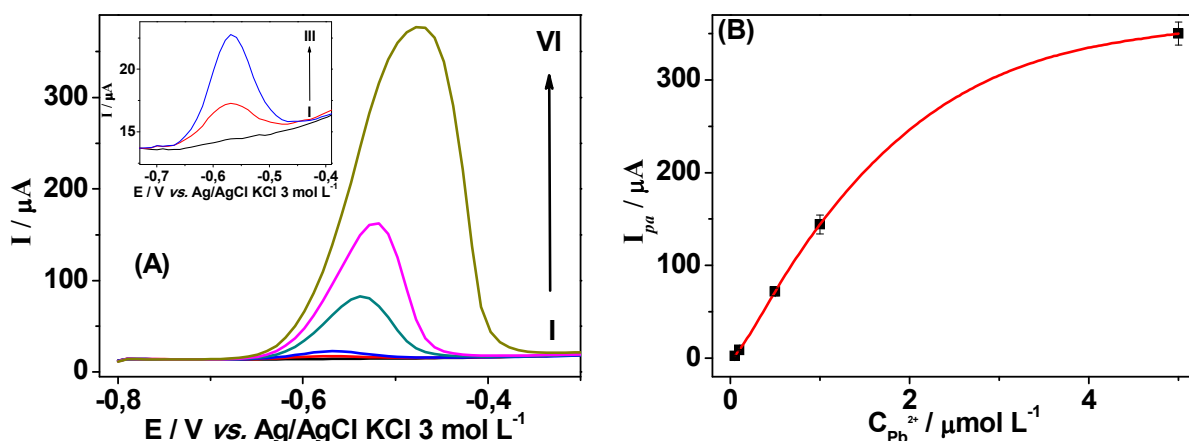 (A)
I / µA
300
200
100
0
-0,8
-0,6
-0,4
E / V vs. Ag/AgCl KCl 3 mol L⁻¹
VI
I
I / µA
20
15
-0,7
-0,6
-0,5
-0,4
E / V vs. Ag/AgCl KCl 3 mol L⁻¹
III
I
(B)
I pa / µA
300
200
100
0
0
2
4
C Pb²⁺ / µmol L⁻¹